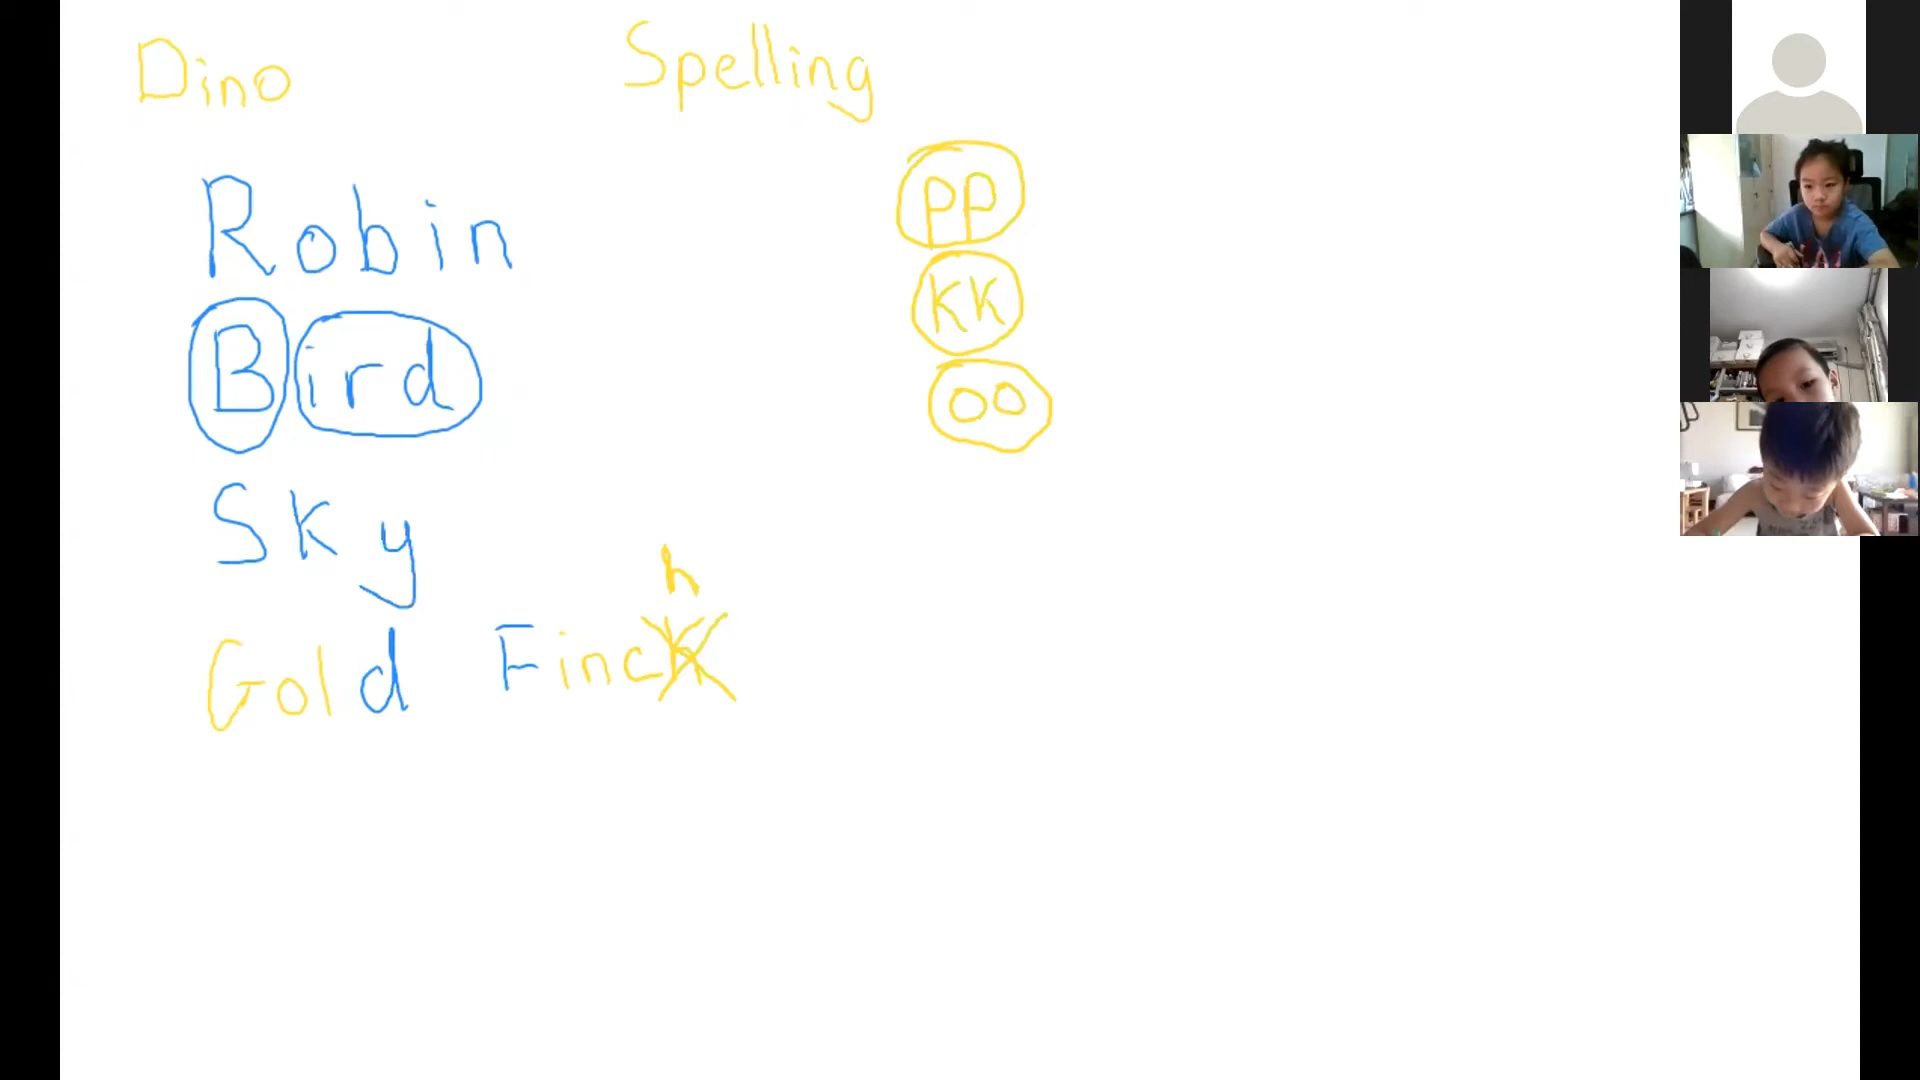 Dino Spelling
Robin
Bird
Sky
Gold Finck
h
pp
kk
oo